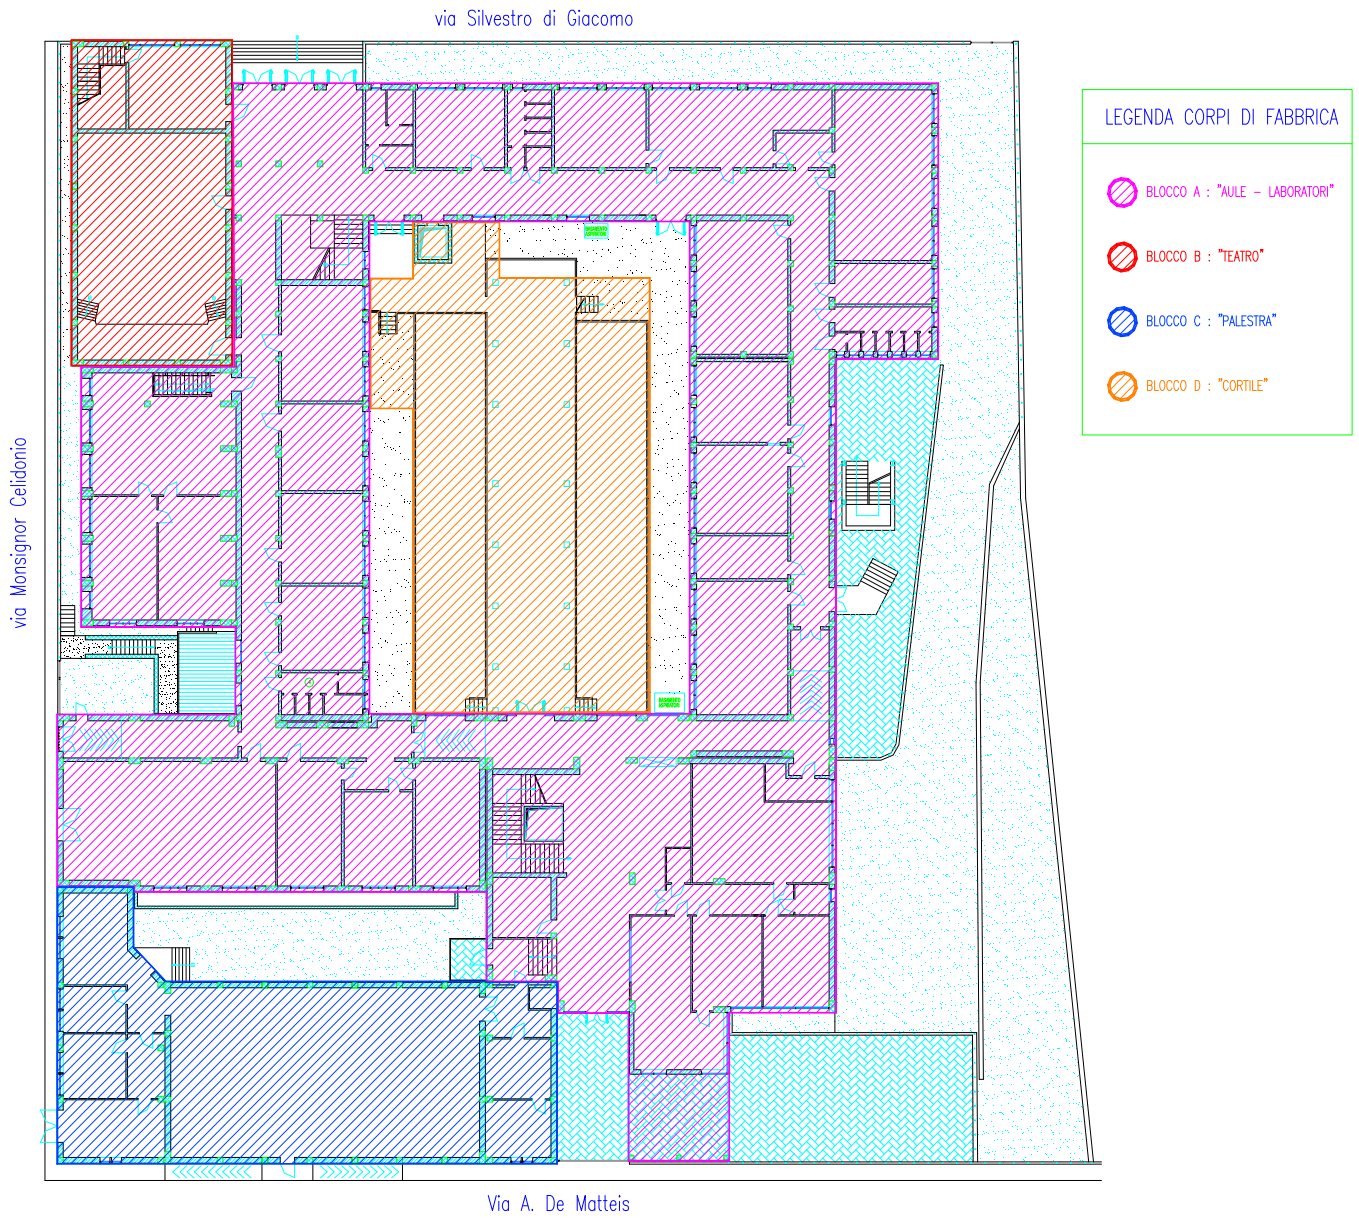 via Silvestro di Giacomo
LEGENDA CORPI DI FABBRICA
BLOCCO A : "AULE - LABORATORI"
BLOCCO B : "TEATRO"
BLOCCO C : "PALESTRA"
BLOCCO D : "CORTILE"
via Monsignor Celidonio
Via A. De Matteis